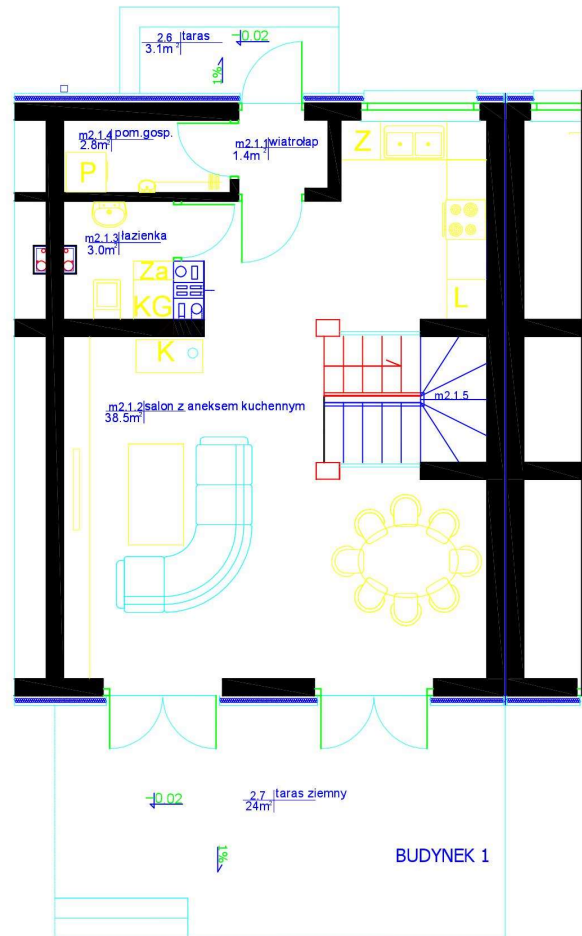 2.6 taras
3.1m²
-0.02
1%
m2.1.4 pom.gosp.
2.8m²
m2.1.1 wiatrołap
1.4m²
Z
P
G
m2.1.3 łazienka
3.0m²
Za
KG
L
K
m2.1.2 salon z aneksem kuchennym
38.5m²
m2.1.5
-0.02
2.7 taras ziemny
24m²
1%
BUDYNEK 1